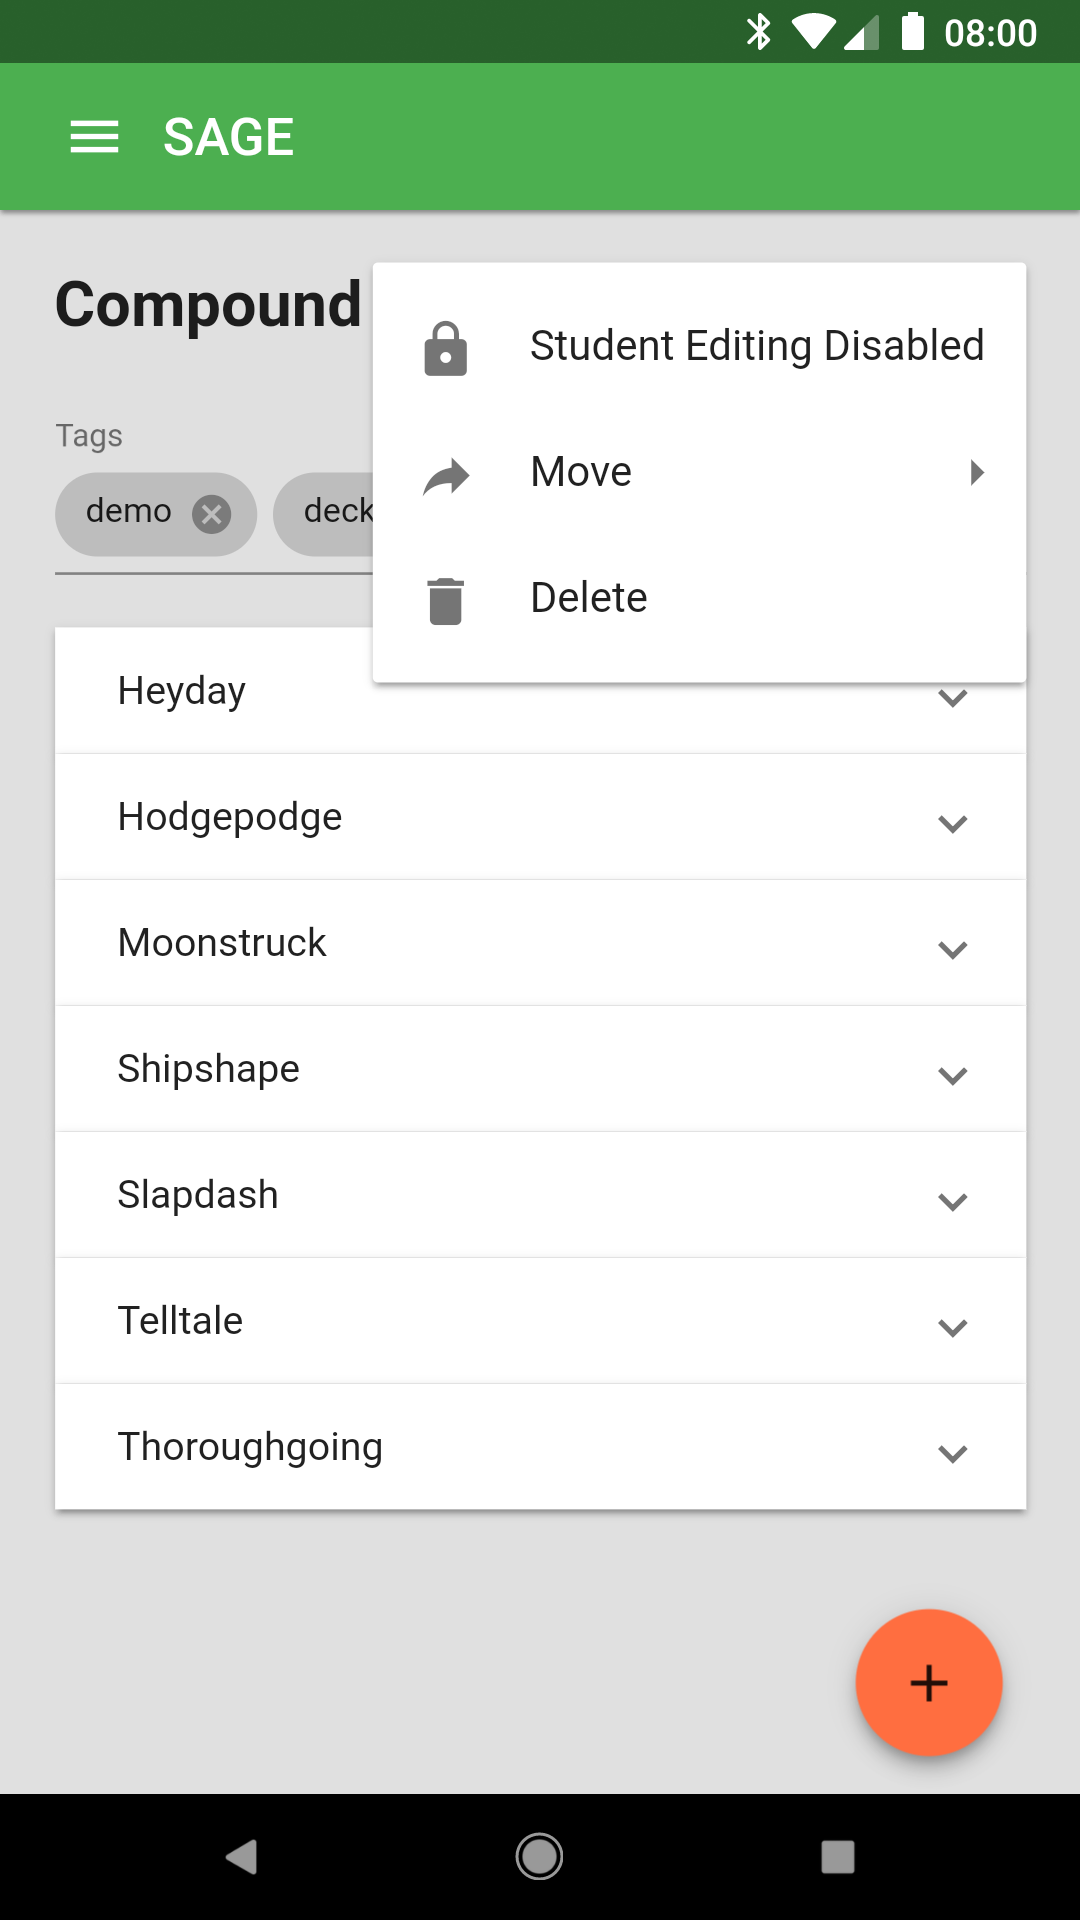 08:00
SAGE
Compound
Student Editing Disabled
Move
Delete
Tags
demo
deck
Heyday
Hodgepodge
Moonstruck
Shipshape
Slapdash
Telltale
Thoroughgoing